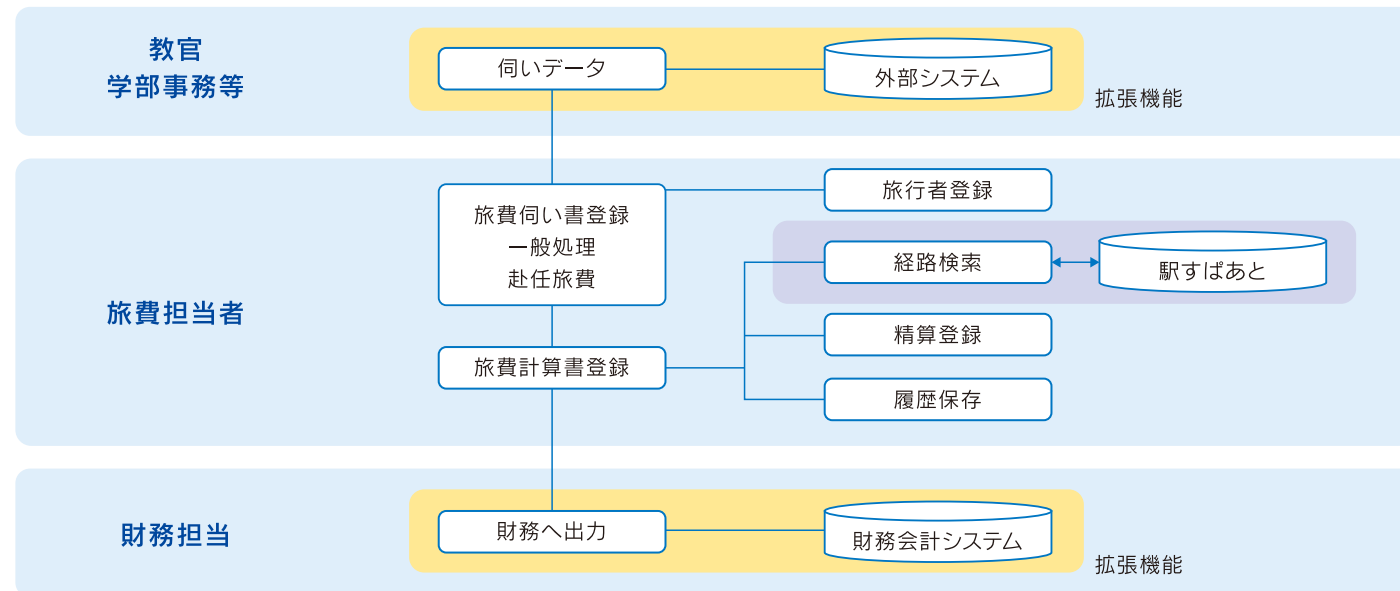 教官
学部事務等
伺いデータ
外部システム
拡張機能
旅費担当者
旅費伺い書登録
一般処理
赴任旅費
旅行者登録
経路検索
駅すぱあと
精算登録
旅費計算書登録
履歴保存
財務担当
財務へ出力
財務会計システム
拡張機能